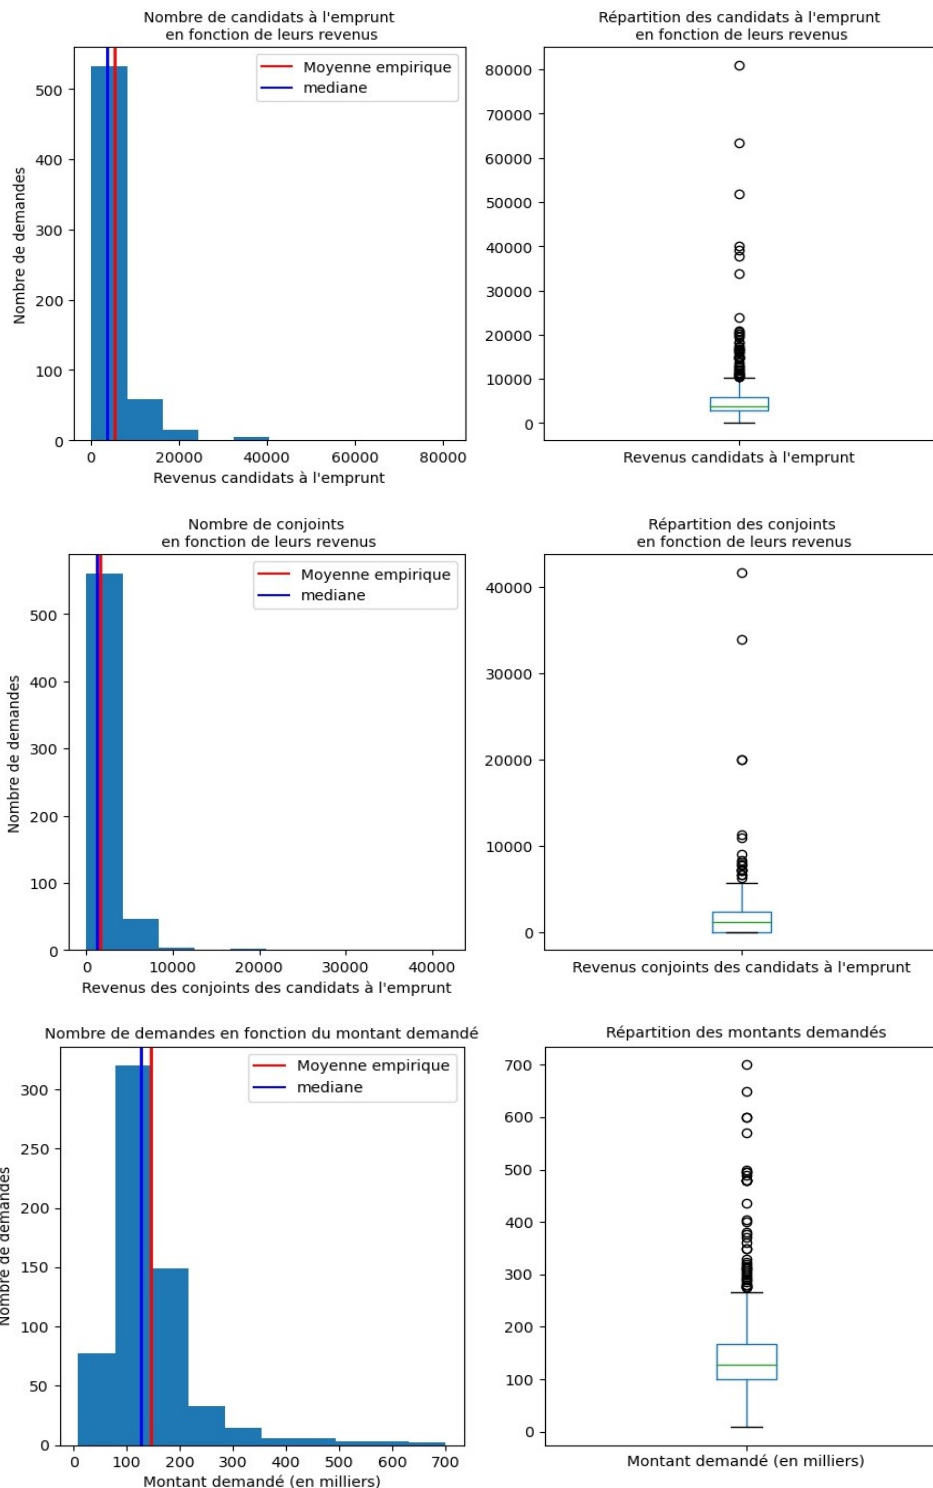 Nombre de candidats à l'emprunt
en fonction de leurs revenus
Moyenne empirique
mediane
500
400
300
200
100
0
Nombre de demandes
0 20000 40000 60000 80000
Revenus candidats à l'emprunt
Répartition des candidats à l'emprunt
en fonction de leurs revenus
80000
70000
60000
50000
40000
30000
20000
10000
0
Revenus candidats à l'emprunt
Nombre de conjoints
en fonction de leurs revenus
Moyenne empirique
mediane
500
400
300
200
100
0
Nombre de demandes
0 10000 20000 30000 40000
Revenus des conjoints des candidats à l'emprunt
Répartition des conjoints
en fonction de leurs revenus
40000
30000
20000
10000
0
Revenus conjoints des candidats à l'emprunt
Nombre de demandes en fonction du montant demandé
Moyenne empirique
mediane
300
250
200
150
100
50
0
Nombre de demandes
0 100 200 300 400 500 600 700
Montant demandé (en milliers)
Répartition des montants demandés
700
600
500
400
300
200
100
0
Montant demandé (en milliers)